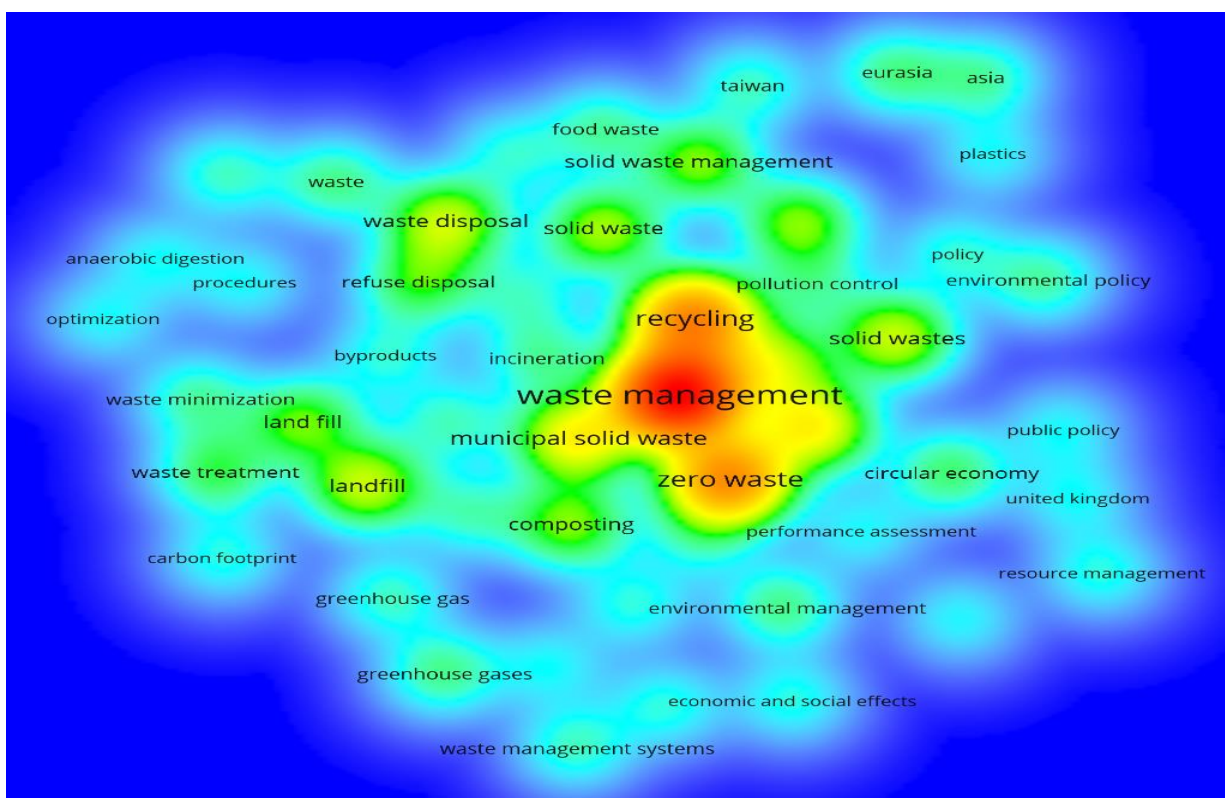 eurasia
asia
taiwan
food waste
solid waste management
plastics
waste
waste disposal
solid waste
policy
anaerobic digestion
procedures
refuse disposal
pollution control
environmental policy
optimization
recycling
solid wastes
byproducts
incineration
waste management
waste minimization
land fill
municipal solid waste
public policy
waste treatment
landfill
zero waste
circular economy
united kingdom
composting
performance assessment
carbon footprint
resource management
greenhouse gas
environmental management
greenhouse gases
economic and social effects
waste management systems